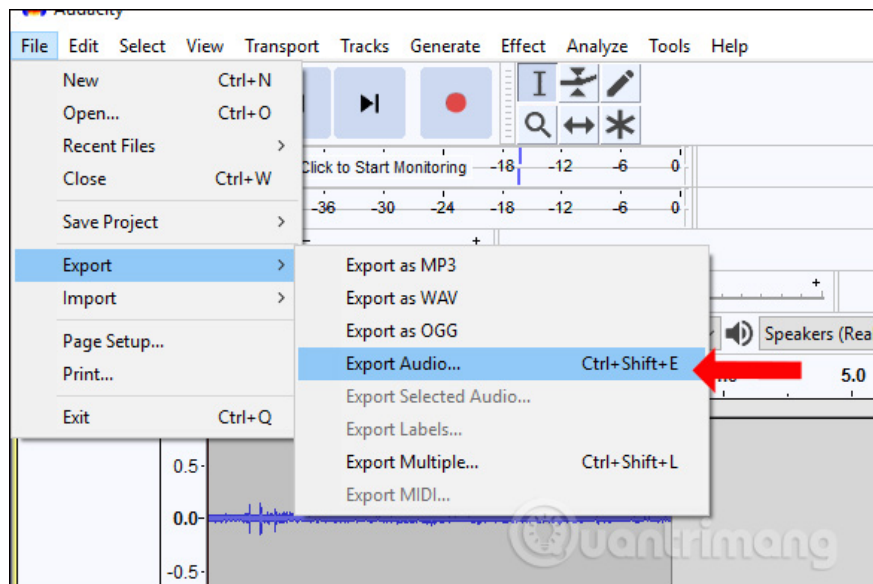 Audacity
File Edit Select View Transport Tracks Generate Effect Analyze Tools Help
New Ctrl+N
Open... Ctrl+O
Recent Files >
Close Ctrl+W
Save Project >
Export >
Import >
Page Setup...
Print...
Exit Ctrl+Q
Click to Start Monitoring -18 -12 -6 0
-36 -30 -24 -18 -12 -6 0
- +
+
Export as MP3
Export as WAV
Export as OGG
Export Audio... Ctrl+Shift+E
Export Selected Audio...
Export Labels...
Export Multiple... Ctrl+Shift+L
Export MIDI...
Speakers (Rea
5.0
0.5
0.0
-0.5
Quantrimang